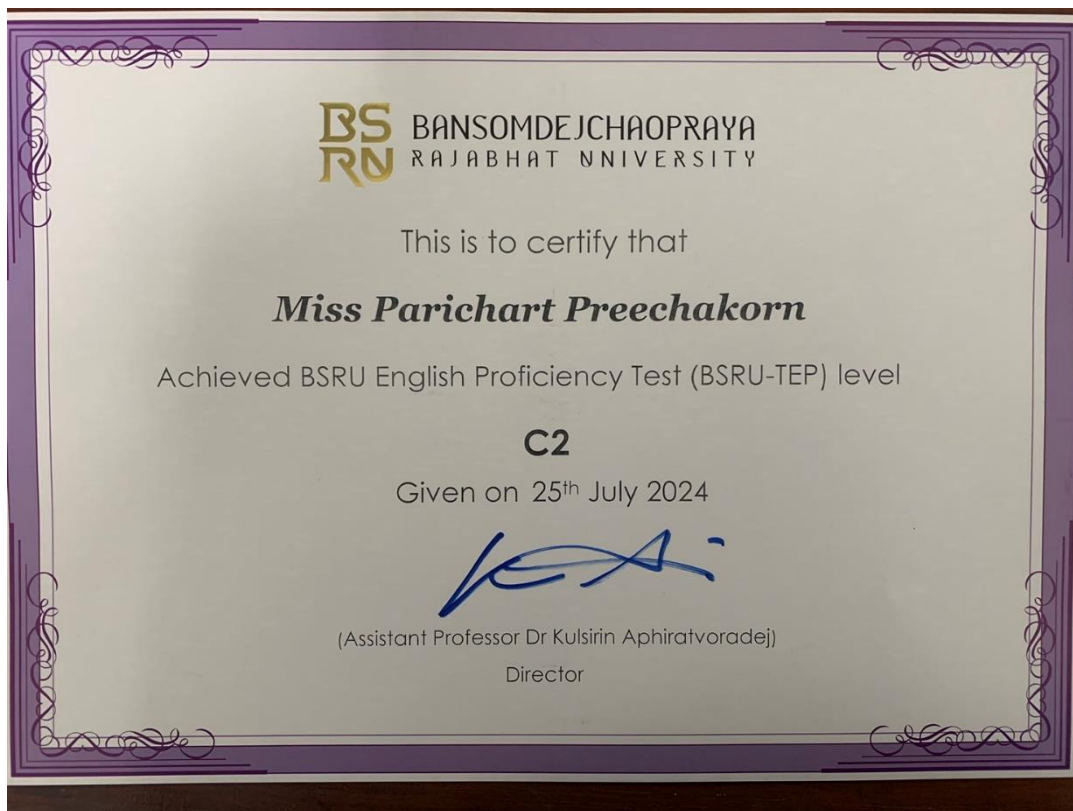 BS
RU
BANSOMDEJCHAOPRAYA
RAJABHAT UNIVERSITY
This is to certify that
Miss Parichart Preechakorn
Achieved BSRU English Proficiency Test (BSRU-TEP) level
C2
Given on 25th July 2024
(Assistant Professor Dr Kulsirin Aphiratvoradej)
Director